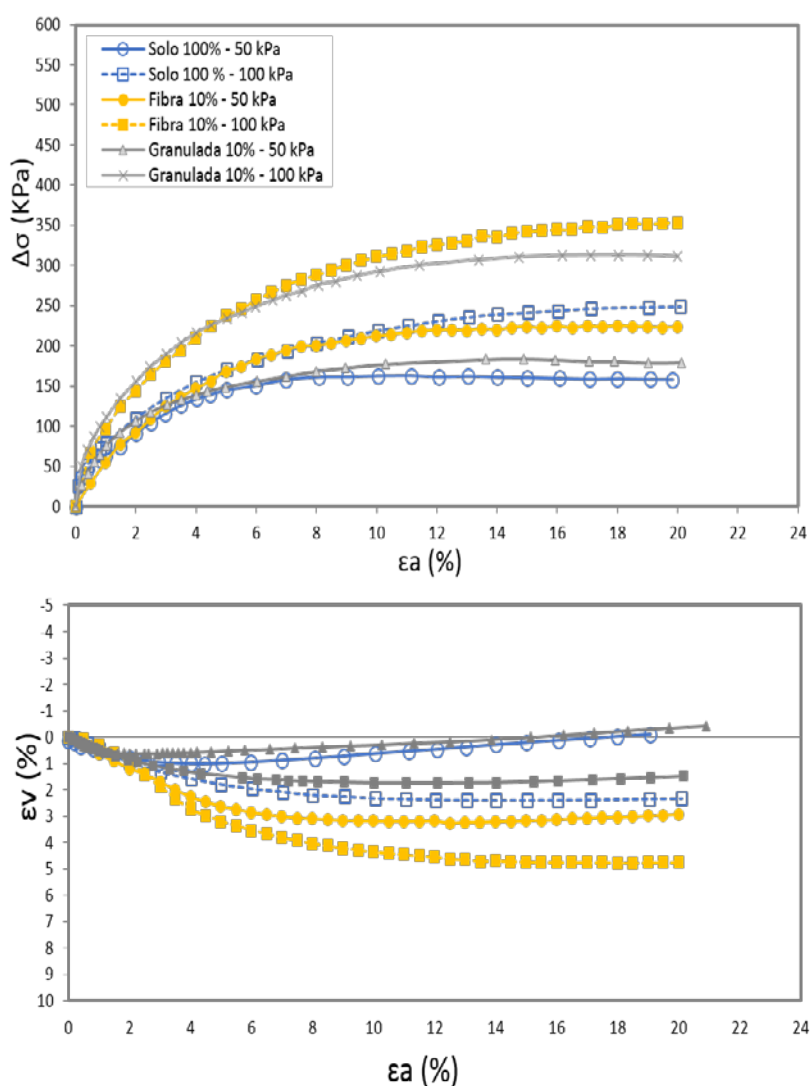 600
550
500
450
400
350
300
250
200
150
100
50
0
Δσ (KPa)
Solo 100% - 50 kPa
Solo 100 % - 100 kPa
Fibra 10% - 50 kPa
Fibra 10% - 100 kPa
Granulada 10% - 50 kPa
Granulada 10% - 100 kPa
0 2 4 6 8 10 12 14 16 18 20 22 24
εa (%)
-5
-4
-3
-2
-1
0
1
2
3
4
5
6
7
8
9
10
εv (%)
0 2 4 6 8 10 12 14 16 18 20 22 24
εa (%)